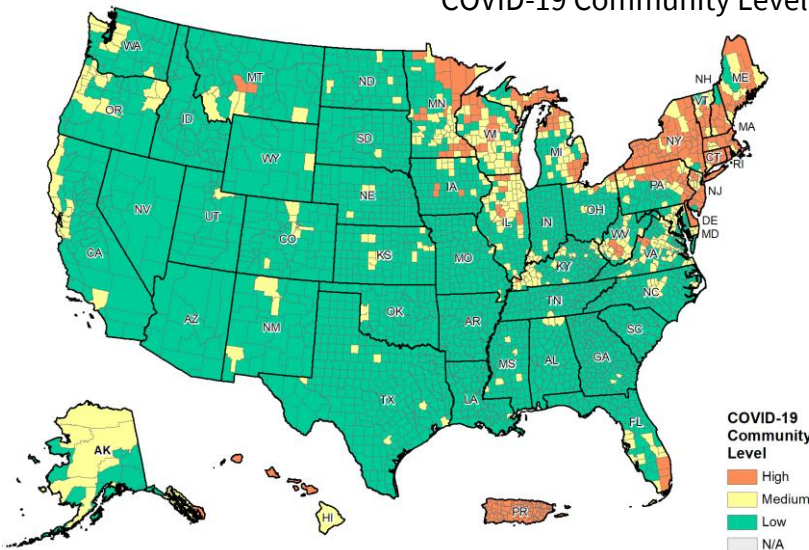 COVID-19 Community Level
WA
MT
ND
MN
OR
ID
SD
WI
WY
MI
IA
NE
NV
UT
CO
CA
KS
MO
IL
IN
OH
WV
KY
VA
PA
NY
NH
VT
ME
MA
CT
RI
NJ
DE
MD
NC
TN
SC
AZ
NM
OK
AR
MS
AL
GA
TX
LA
FL
AK
HI
PR
COVID-19
Community
Level
High
Medium
Low
N/A